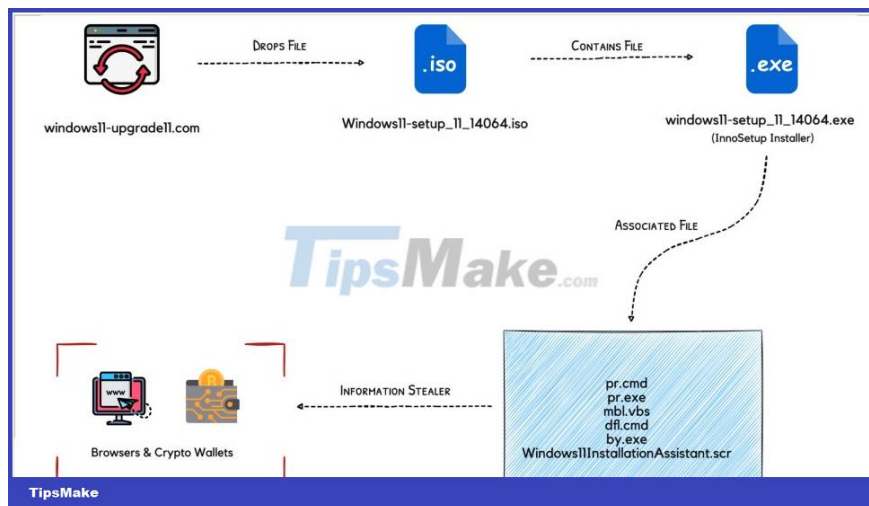 DROPS FILE
CONTAINS FILE
.iso
.exe
www
windows11-upgrade11.com
Windows11-setup_11_14064.iso
windows11-setup_11_14064.exe
(InnoSetup Installer)
ASSOCIATED FILE
TipsMake.com
INFORMATION STEALER
pr.cmd
pr.exe
mbl.vbs
dfl.cmd
by.exe
Windows11InstallationAssistant.scr
Browsers & Crypto Wallets
TipsMake